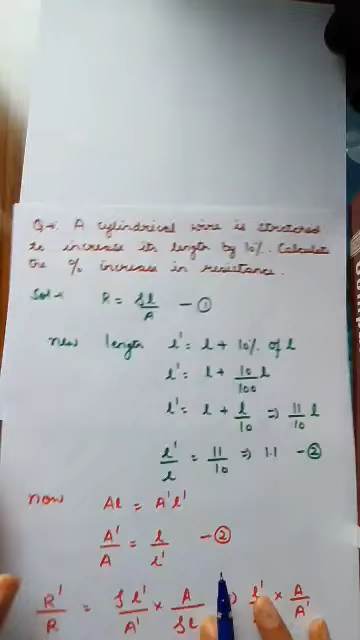 Q→. A cylindrical wire is stretched
to increase its length by 10%. Calculate
the % increase in resistance.
Sol→ R = ρl/A — ①
new length l' = l + 10% of l
l' = l + 10/100 l
l' = l + l/10 ⇒ 11/10 l
l'/l = 11/10 ⇒ 1.1 — ②
now Al = A'l'
A'/A = l/l' — ②
R'/R = ρl'/A' × A/ρl ⇒ l' × A/A'